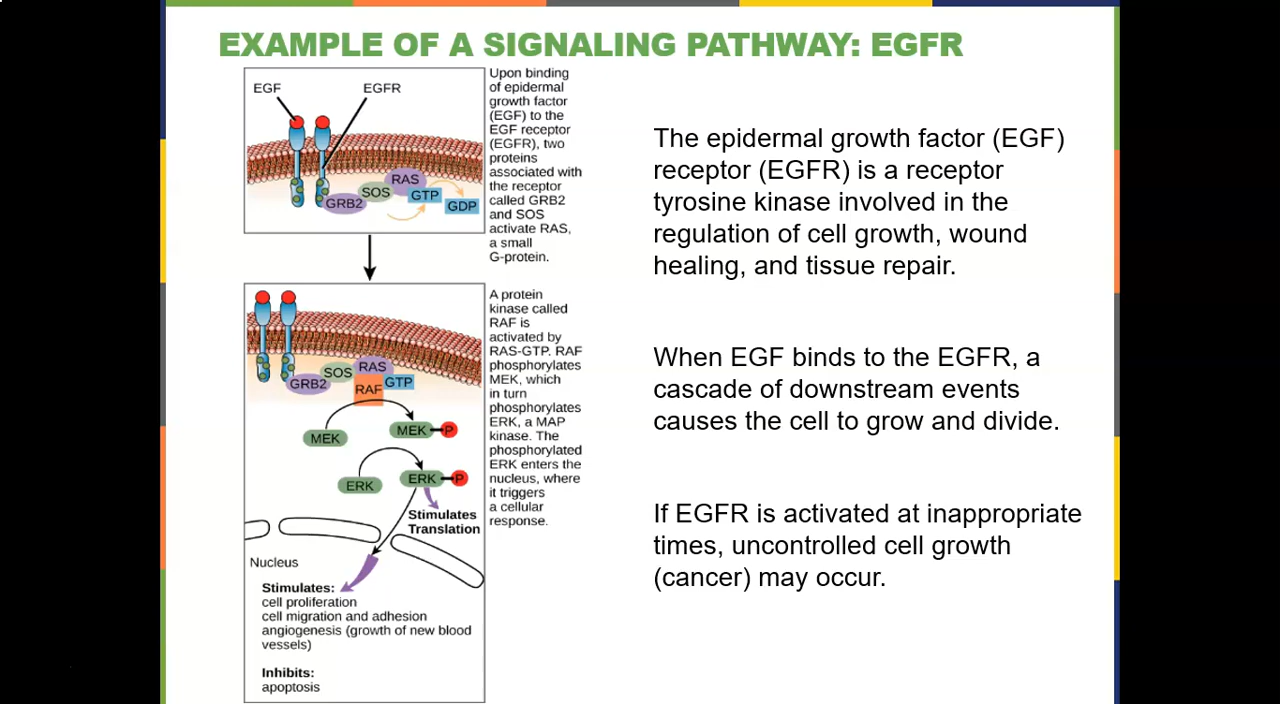 EXAMPLE OF A SIGNALING PATHWAY: EGFR
EGF
EGFR
RAS
SOS
GTP
GRB2
GDP
Upon binding
of epidermal
growth factor
(EGF) to the
EGF receptor
(EGFR), two
proteins
associated with
the receptor
called GRB2
and SOS
activate RAS,
a small
G-protein.
RAS
SOS
GTP
GRB2
RAF
MEK
MEK
P
ERK
ERK
P
Stimulates
Translation
Nucleus
Stimulates:
cell proliferation
cell migration and adhesion
angiogenesis (growth of new blood
vessels)
Inhibits:
apoptosis
A protein
kinase called
RAF is
activated by
RAS-GTP. RAF
phosphorylates
MEK, which
in turn
phosphorylates
ERK, a MAP
kinase. The
phosphorylated
ERK enters the
nucleus, where
it triggers
a cellular
response.
The epidermal growth factor (EGF)
receptor (EGFR) is a receptor
tyrosine kinase involved in the
regulation of cell growth, wound
healing, and tissue repair.
When EGF binds to the EGFR, a
cascade of downstream events
causes the cell to grow and divide.
If EGFR is activated at inappropriate
times, uncontrolled cell growth
(cancer) may occur.